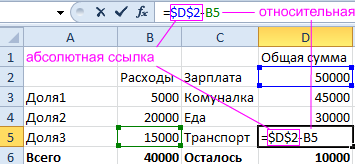 =$D$2-B5 относительная
абсолютная ссылка
A B C D
1 Общая сумма
2 Расходы Зарплата 50000
3 Доля1 5000 Комуналка 45000
4 Доля2 20000 Еда 30000
5 Доля3 15000 Транспорт =$D$2-B5
6 Всего 40000 Осталось 10000